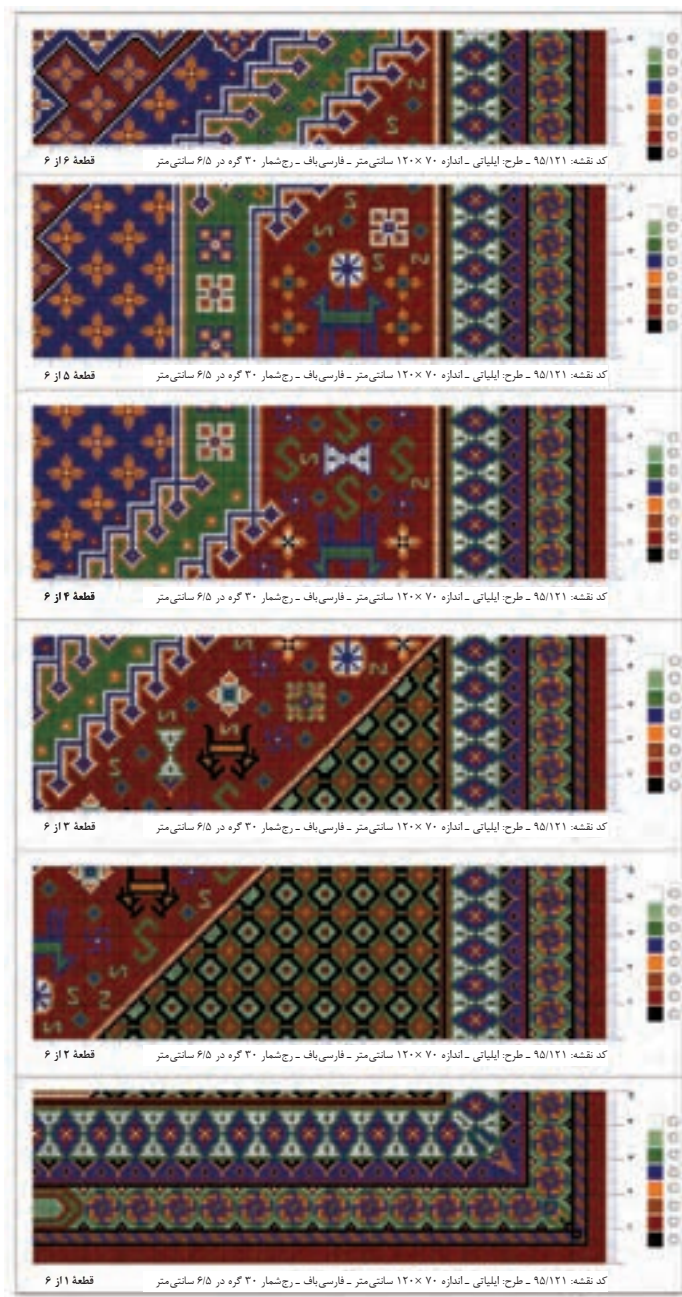 کد نقشه: ۹۵/۱۲۱ ـ طرح: ایلیاتی ـ اندازه ۷۰ × ۱۲۰ سانتی‌متر ـ فارسی‌باف ـ رج‌شمار ۳۰ گره در ۶/۵ سانتی‌متر قطعهٔ ۶ از ۶
کد نقشه: ۹۵/۱۲۱ ـ طرح: ایلیاتی ـ اندازه ۷۰ × ۱۲۰ سانتی‌متر ـ فارسی‌باف ـ رج‌شمار ۳۰ گره در ۶/۵ سانتی‌متر قطعهٔ ۵ از ۶
کد نقشه: ۹۵/۱۲۱ ـ طرح: ایلیاتی ـ اندازه ۷۰ × ۱۲۰ سانتی‌متر ـ فارسی‌باف ـ رج‌شمار ۳۰ گره در ۶/۵ سانتی‌متر قطعهٔ ۴ از ۶
کد نقشه: ۹۵/۱۲۱ ـ طرح: ایلیاتی ـ اندازه ۷۰ × ۱۲۰ سانتی‌متر ـ فارسی‌باف ـ رج‌شمار ۳۰ گره در ۶/۵ سانتی‌متر قطعهٔ ۳ از ۶
کد نقشه: ۹۵/۱۲۱ ـ طرح: ایلیاتی ـ اندازه ۷۰ × ۱۲۰ سانتی‌متر ـ فارسی‌باف ـ رج‌شمار ۳۰ گره در ۶/۵ سانتی‌متر قطعهٔ ۲ از ۶
کد نقشه: ۹۵/۱۲۱ ـ طرح: ایلیاتی ـ اندازه ۷۰ × ۱۲۰ سانتی‌متر ـ فارسی‌باف ـ رج‌شمار ۳۰ گره در ۶/۵ سانتی‌متر قطعهٔ ۱ از ۶